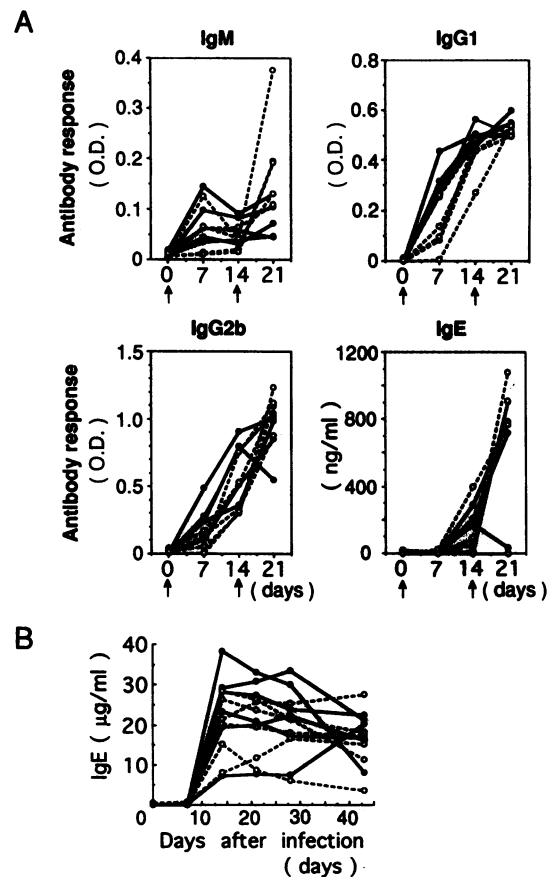 A
IgM
IgG1
Antibody response
( O.D. )
0.4
0.3
0.2
0.1
0
0 7 14 21
( O.D. )
0.8
0.6
0.4
0.2
0
0 7 14 21
IgG2b
IgE
Antibody response
( O.D. )
1.5
1.0
0.5
0
0 7 14 21
( days )
( ng/ml )
1200
800
400
0
0 7 14 21
( days )
B
IgE ( μg/ml )
40
30
20
10
0 10 20 30 40
Days after infection
( days )